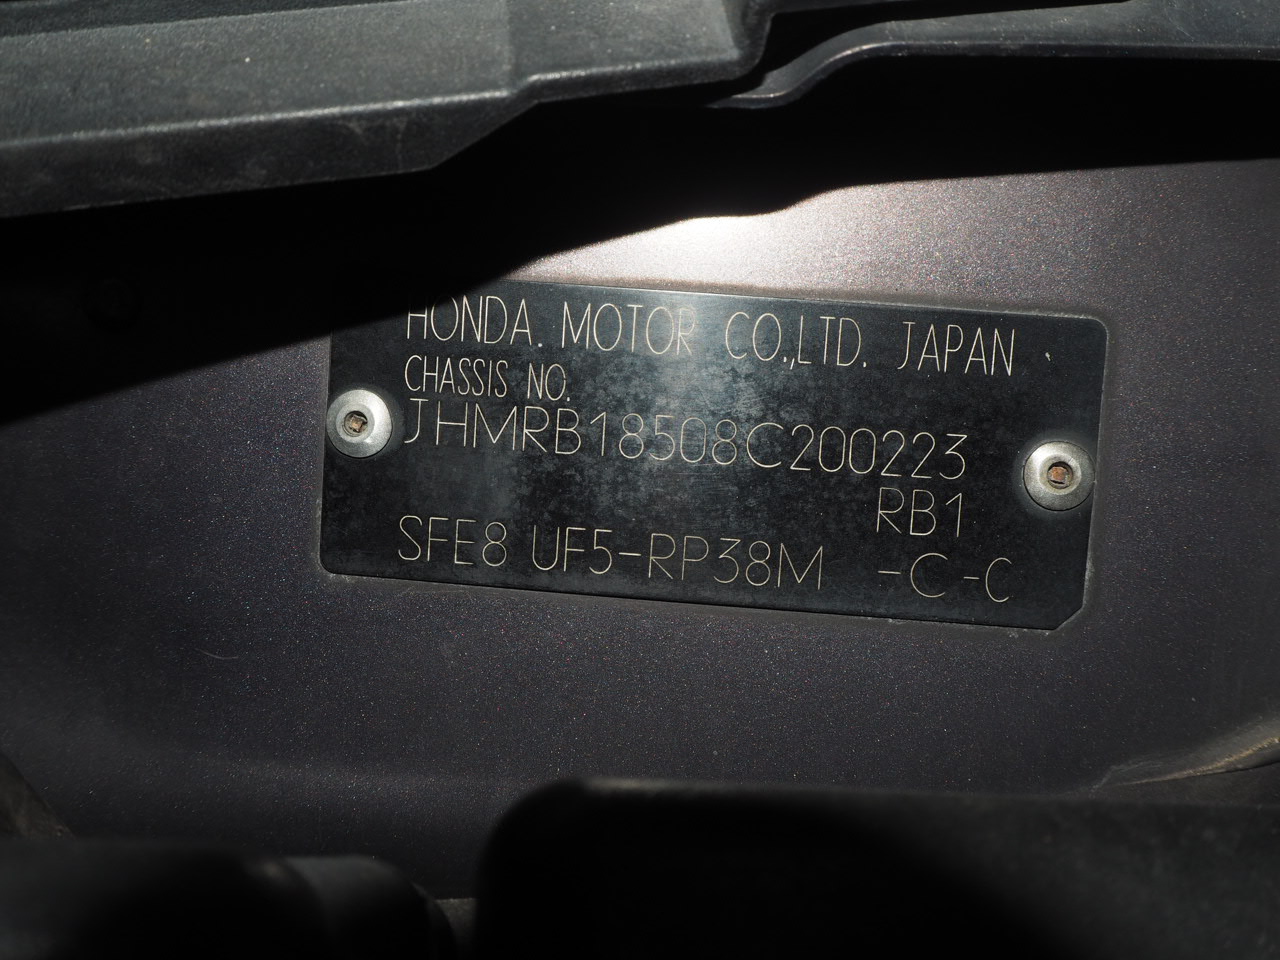 HONDA. MOTOR CO.,LTD. JAPAN
CHASSIS NO.
JHMRB18508C200223
RB1
SFE8 UF5-RP38M -C -C